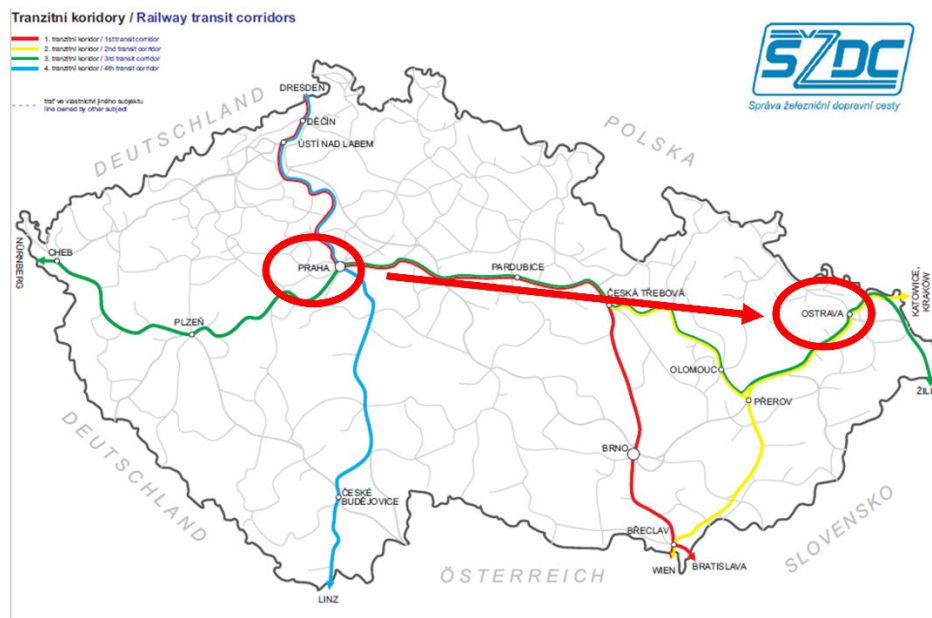 Tranzitní koridory / Railway transit corridors
1. tranzitní koridor / 1st transit corridor
2. tranzitní koridor / 2nd transit corridor
3. tranzitní koridor / 3rd transit corridor
4. tranzitní koridor / 4th transit corridor
trať ve vlastnictví jiného subjektu
line owned by other subject
SŽDC
Správa železniční dopravní cesty
DRESDEN
DĚČÍN
ÚSTÍ NAD LABEM
DEUTSCHLAND
POLSKA
NÜRNBERG
CHEB
PRAHA
PARDUBICE
ČESKÁ TŘEBOVÁ
OSTRAVA
KATOWICE,
KRAKÓW
PLZEŇ
OLOMOUC
ŽIL
PŘEROV
DEUTSCHLAND
BRNO
ČESKÉ
BUDĚJOVICE
BŘECLAV
SLOVENSKO
WIEN
BRATISLAVA
ÖSTERREICH
LINZ